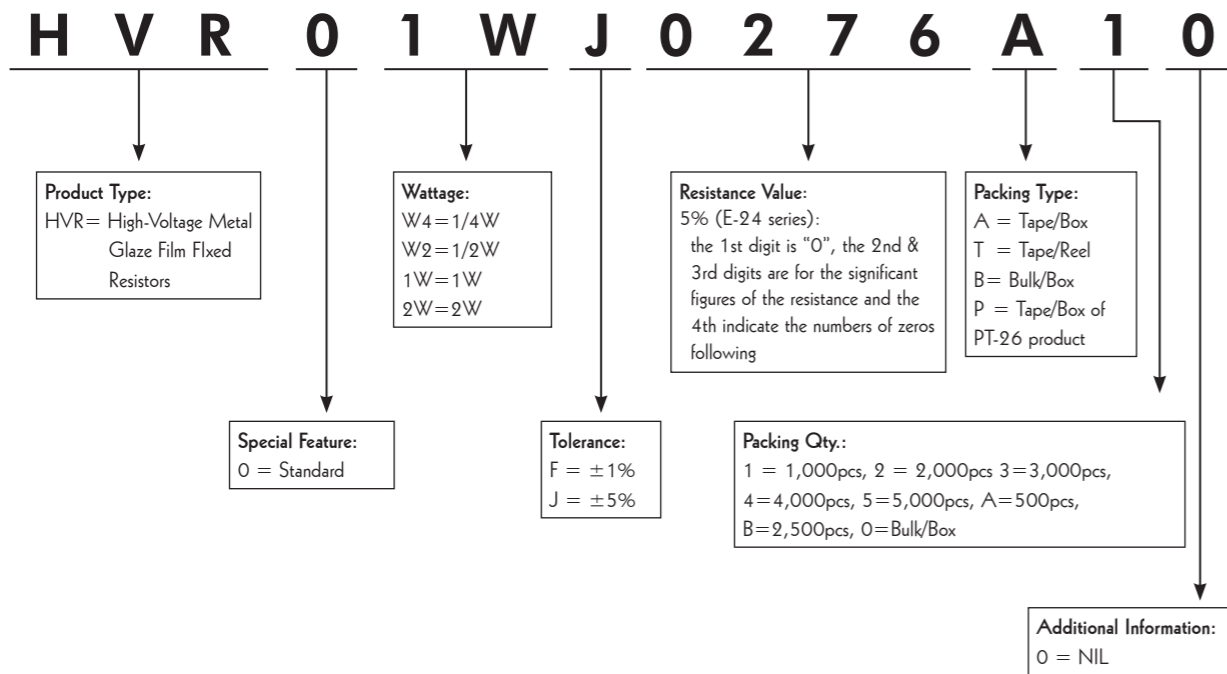 H V R 0 1 W J 0 2 7 6 A 1 0
Product Type:
HVR= High-Voltage Metal
Glaze Film FIxed
Resistors
Wattage:
W4=1/4W
W2=1/2W
1W=1W
2W=2W
Resistance Value:
5% (E-24 series):
the 1st digit is “0”, the 2nd &
3rd digits are for the significant
figures of the resistance and the
4th indicate the numbers of zeros
following
Packing Type:
A = Tape/Box
T = Tape/Reel
B= Bulk/Box
P = Tape/Box of
PT-26 product
Special Feature:
0 = Standard
Tolerance:
F = ±1%
J = ±5%
Packing Qty.:
1 = 1,000pcs, 2 = 2,000pcs 3=3,000pcs,
4=4,000pcs, 5=5,000pcs, A=500pcs,
B=2,500pcs, 0=Bulk/Box
Additional Information:
0 = NIL